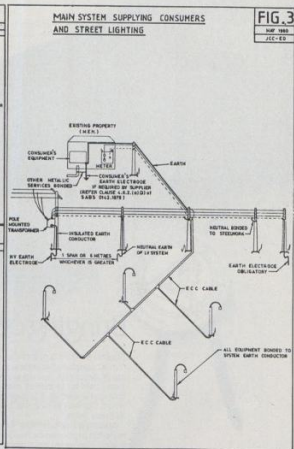 MAIN SYSTEM SUPPLYING CONSUMERS
AND STREET LIGHTING
FIG.3
MAY 1980
EXISTING PROPERTY
(M.E.N.)
CONSUMER'S
EQUIPMENT
METER
CONSUMER'S
EARTH ELECTRODE
IF REQUIRED BY SUPPLIER
(REFER CLAUSE
SABS
EARTH
OTHER METALLIC
SERVICES BONDED
POLE
MOUNTED
TRANSFORMER
INSULATED EARTH
CONDUCTOR
HV EARTH
ELECTRODE
1 SPAN OR 6 METRES
WHICHEVER IS GREATER
NEUTRAL EARTH
OF LV SYSTEM
NEUTRAL BONDED
TO STEELWORK
EARTH ELECTRODE
OBLIGATORY
E.C.C. CABLE
E.C.C. CABLE
ALL EQUIPMENT BONDED TO
SYSTEM EARTH CONDUCTOR